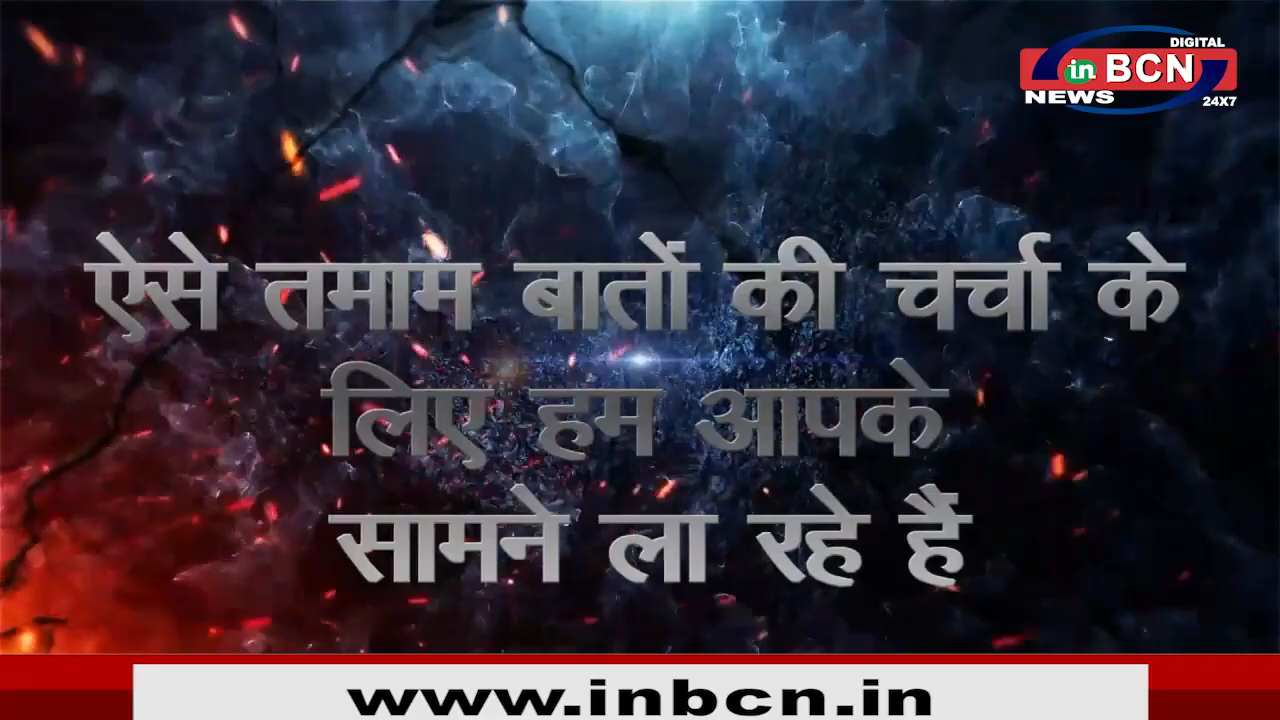 DIGITAL
in BCN
NEWS
24X7
ऐसे तमाम बातों की चर्चा के
लिए हम आपके
सामने ला रहे हैं
www.inbcn.in